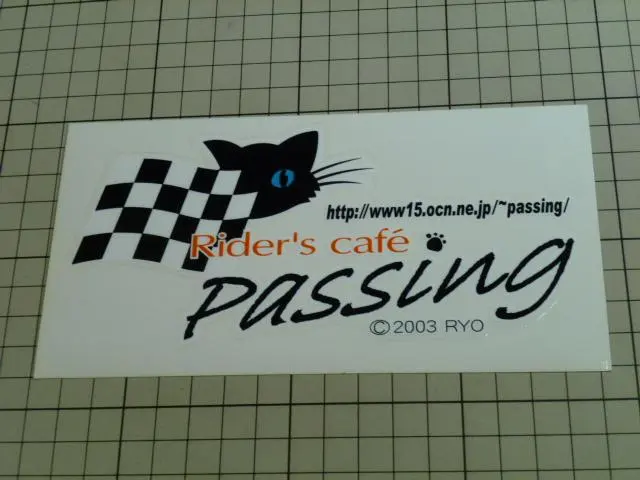 http://www15.ocn.ne.jp/~passing/
Rider's café
Passing
©2003 RYO